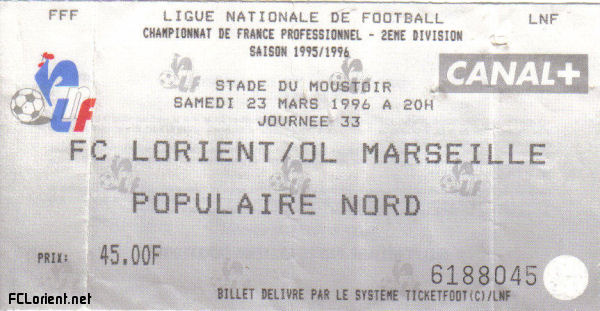 FFF LIGUE NATIONALE DE FOOTBALL LNF
CHAMPIONNAT DE FRANCE PROFESSIONNEL - 2EME DIVISION
SAISON 1995/1996
LF
CANAL+
STADE DU MOUSTOIR
SAMEDI 23 MARS 1996 A 20H
JOURNEE 33
FC LORIENT/OL MARSEILLE
POPULAIRE NORD
PRIX: 45.00F
6188045
BILLET DELIVRE PAR LE SYSTEME TICKETFOOT(C)/LNF
FCLorient.net